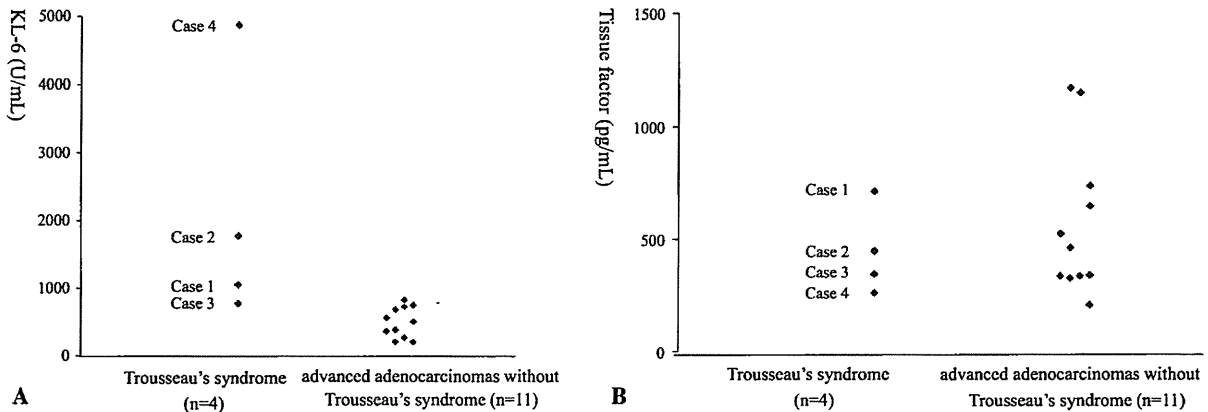 KL-6 (U/mL)
5000
4000
3000
2000
1000
0
Case 4
Case 2
Case 1
Case 3
Trousseau's syndrome
(n=4)
advanced adenocarcinomas without
Trousseau's syndrome (n=11)
A
Tissue factor (pg/mL)
1500
1000
500
0
Case 1
Case 2
Case 3
Case 4
Trousseau's syndrome
(n=4)
advanced adenocarcinomas without
Trousseau's syndrome (n=11)
B